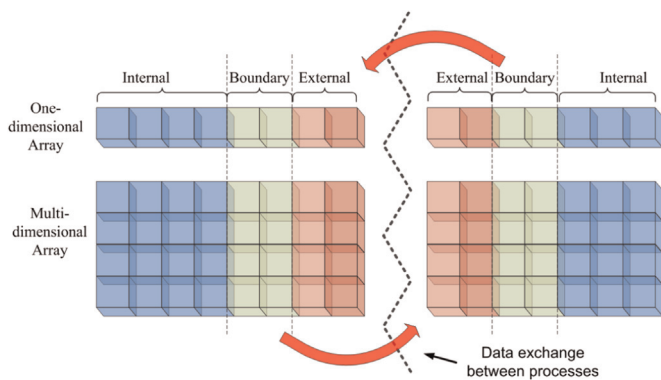 Internal
Boundary
External
External
Boundary
Internal
One-
dimensional
Array
Multi-
dimensional
Array
Data exchange
between processes